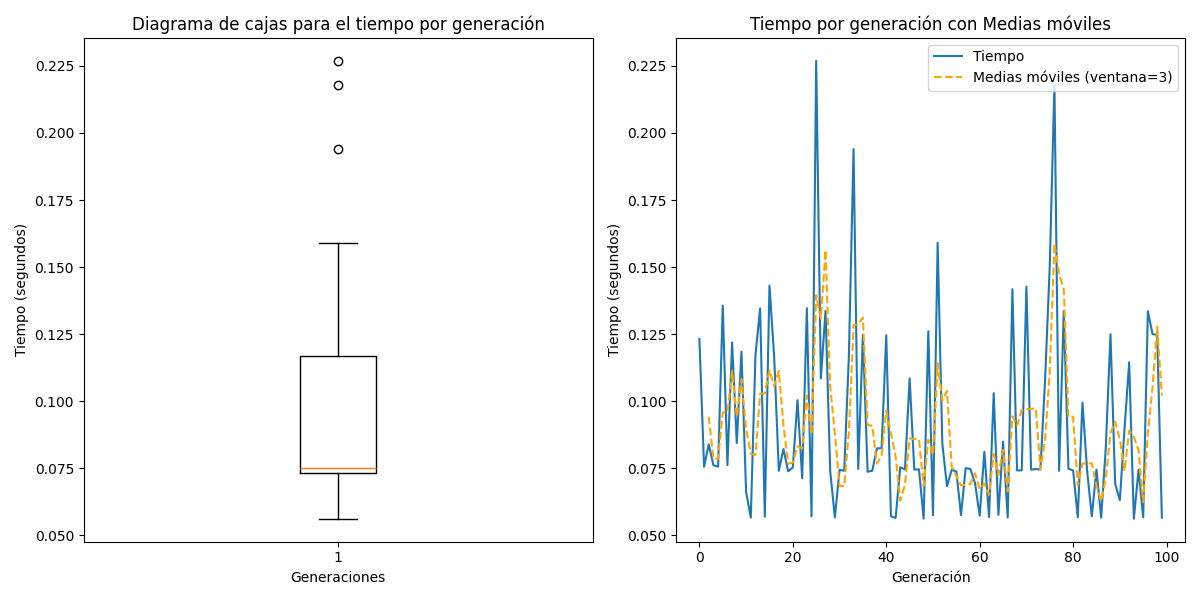 Diagrama de cajas para el tiempo por generación
Tiempo (segundos)
0.225
0.200
0.175
0.150
0.125
0.100
0.075
0.050
1
Generaciones
Tiempo por generación con Medias móviles
Tiempo
Medias móviles (ventana=3)
Tiempo (segundos)
0.225
0.200
0.175
0.150
0.125
0.100
0.075
0.050
0 20 40 60 80 100
Generación